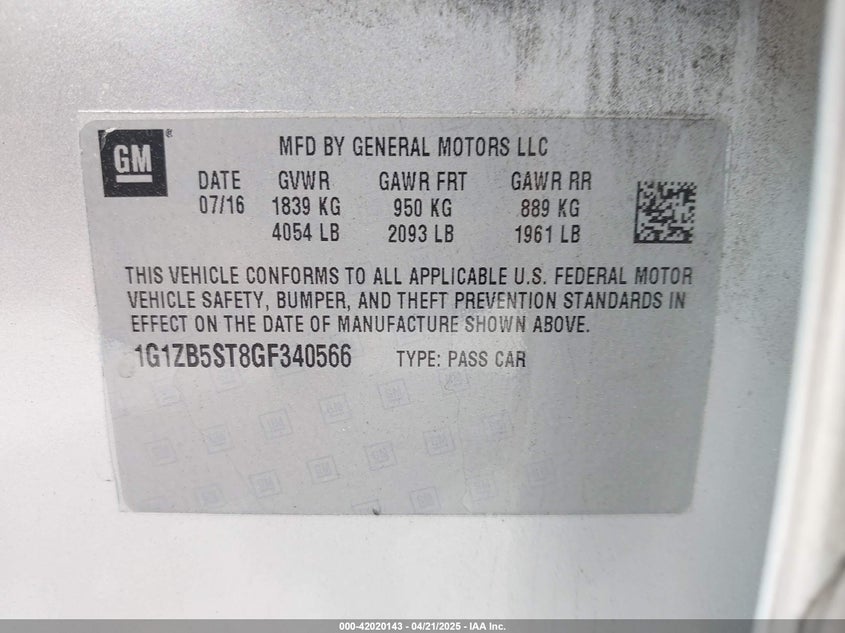 GM®
MFD BY GENERAL MOTORS LLC
DATE GVWR GAWR FRT GAWR RR
07/16 1839 KG 950 KG 889 KG
4054 LB 2093 LB 1961 LB
THIS VEHICLE CONFORMS TO ALL APPLICABLE U.S. FEDERAL MOTOR
VEHICLE SAFETY, BUMPER, AND THEFT PREVENTION STANDARDS IN
EFFECT ON THE DATE OF MANUFACTURE SHOWN ABOVE.
1G1ZB5ST8GF340566 TYPE: PASS CAR
000-42020143 - 04/21/2025 - IAA Inc.